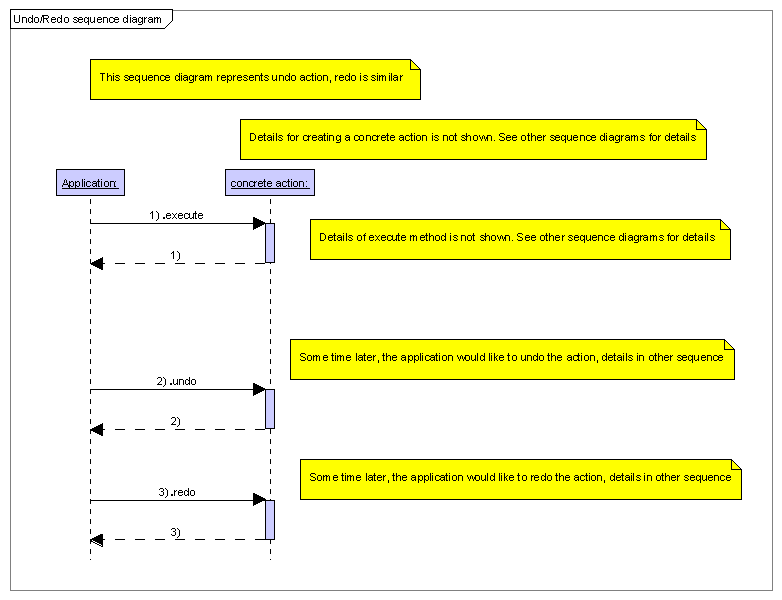 Undo/Redo sequence diagram
This sequence diagram represents undo action, redo is similar
Details for creating a concrete action is not shown. See other sequence diagrams for details
Application:
concrete action:
1) .execute
Details of execute method is not shown. See other sequence diagrams for details
1)
Some time later, the application would like to undo the action, details in other sequence
2) .undo
2)
Some time later, the application would like to redo the action, details in other sequence
3) .redo
3)